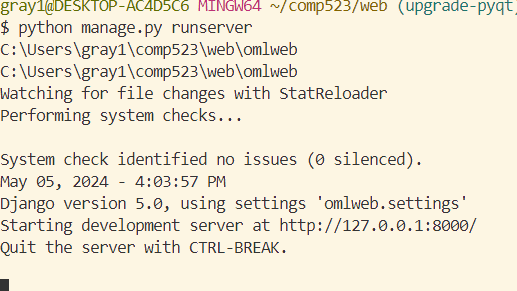 gray1@DESKTOP-AC4D5C6 MINGW64 ~/comp523/web (upgrade-pyqt
$ python manage.py runserver
C:\Users\gray1\comp523\web\omlweb
C:\Users\gray1\comp523\web\omlweb
Watching for file changes with StatReloader
Performing system checks...

System check identified no issues (0 silenced).
May 05, 2024 - 4:03:57 PM
Django version 5.0, using settings 'omlweb.settings'
Starting development server at http://127.0.0.1:8000/
Quit the server with CTRL-BREAK.